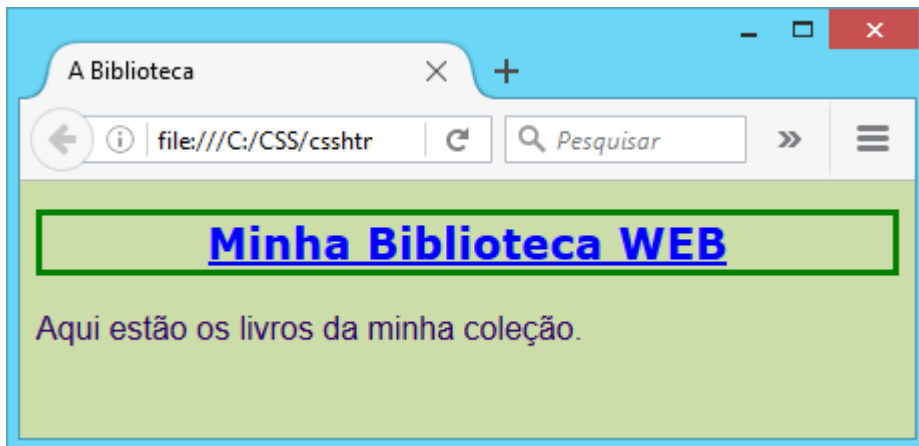 A Biblioteca
file:///C:/CSS/csshtr
Pesquisar
Minha Biblioteca WEB
Aqui estão os livros da minha coleção.